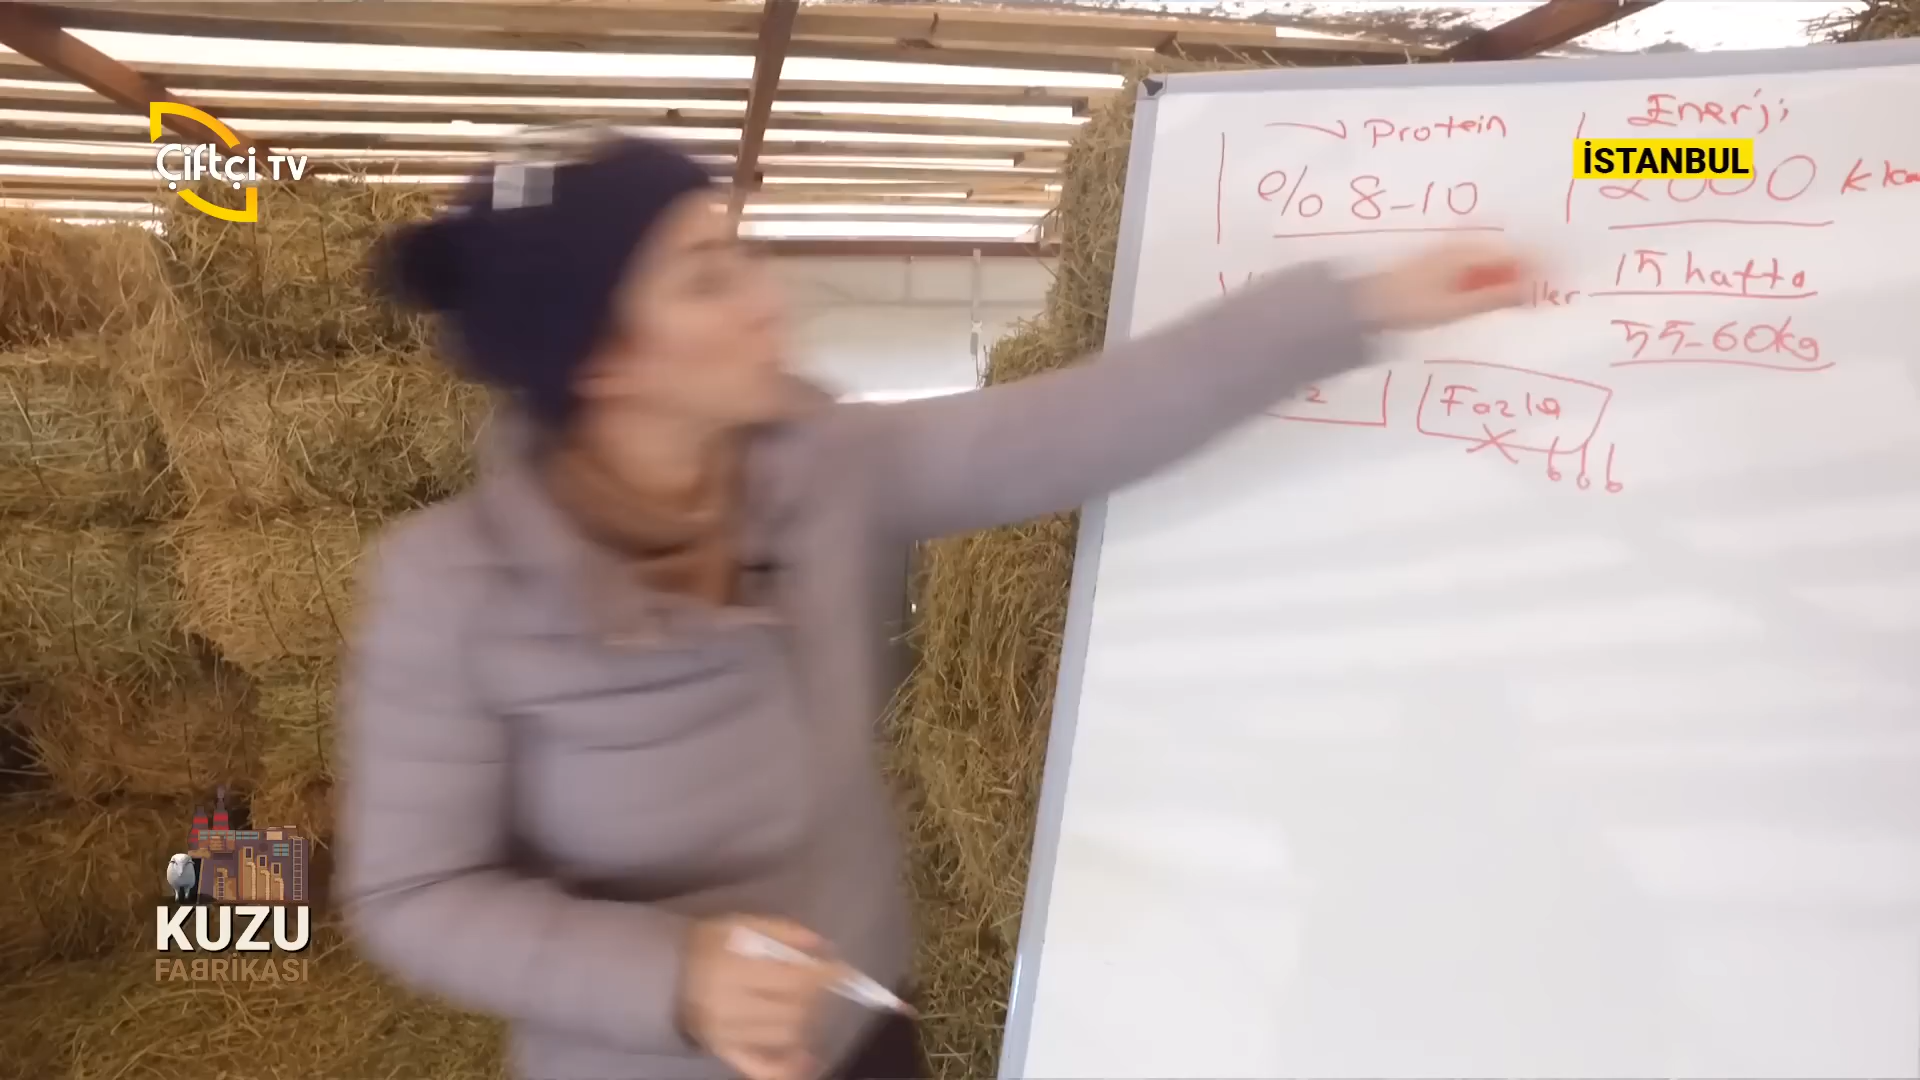 Çiftçi TV
Protein
Enerji
İSTANBUL
% 8-10
2000
15 hafta
55-60kg
Fazla
KUZU
FABRİKASI